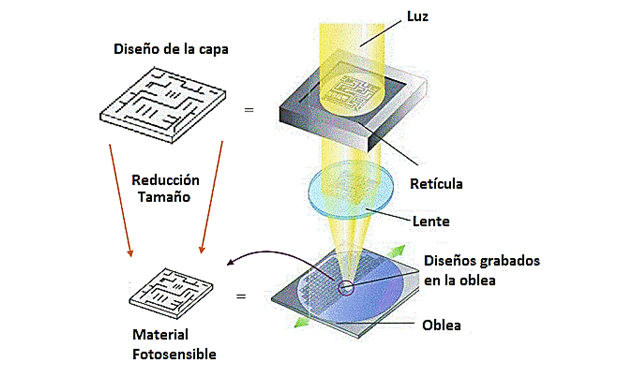 Luz
Diseño de la capa
=
Reducción
Tamaño
Retícula
Lente
Diseños grabados
en la oblea
=
Oblea
Material
Fotosensible